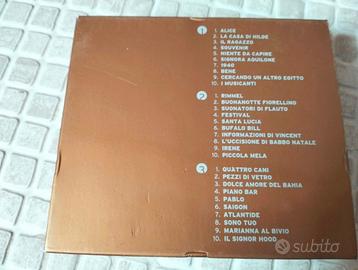 1
1. ALICE
2. LA CASA DI HILDE
3. IL RAGAZZO
4. SOUVENIR
5. NIENTE DA CAPIRE
6. SIGNORA AQUILONE
7. 1940
8. BENE
9. CERCANDO UN ALTRO EGITTO
10. I MUSICANTI
2
1. RIMMEL
2. BUONANOTTE FIORELLINO
3. SUONATORI DI FLAUTO
4. FESTIVAL
5. SANTA LUCIA
6. BUFALO BILL
7. INFORMAZIONI DI VINCENT
8. L'UCCISIONE DI BABBO NATALE
9. IRENE
10. PICCOLA MELA
3
1. QUATTRO CANI
2. PEZZI DI VETRO
3. DOLCE AMORE DEL BAHIA
4. PIANO BAR
5. PABLO
6. SAIGON
7. ATLANTIDE
8. SONO TUO
9. MARIANNA AL BIVIO
10. IL SIGNOR HOOD
subito